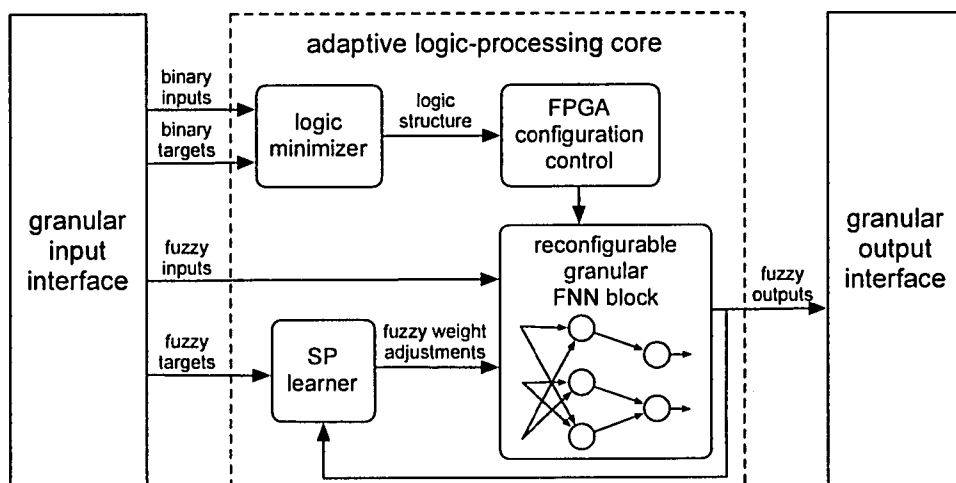 adaptive logic-processing core
binary
inputs
binary
targets
logic
minimizer
logic
structure
FPGA
configuration
control
granular
input
interface
fuzzy
inputs
reconfigurable
granular
FNN block
fuzzy
outputs
granular
output
interface
fuzzy
targets
SP
learner
fuzzy weight
adjustments